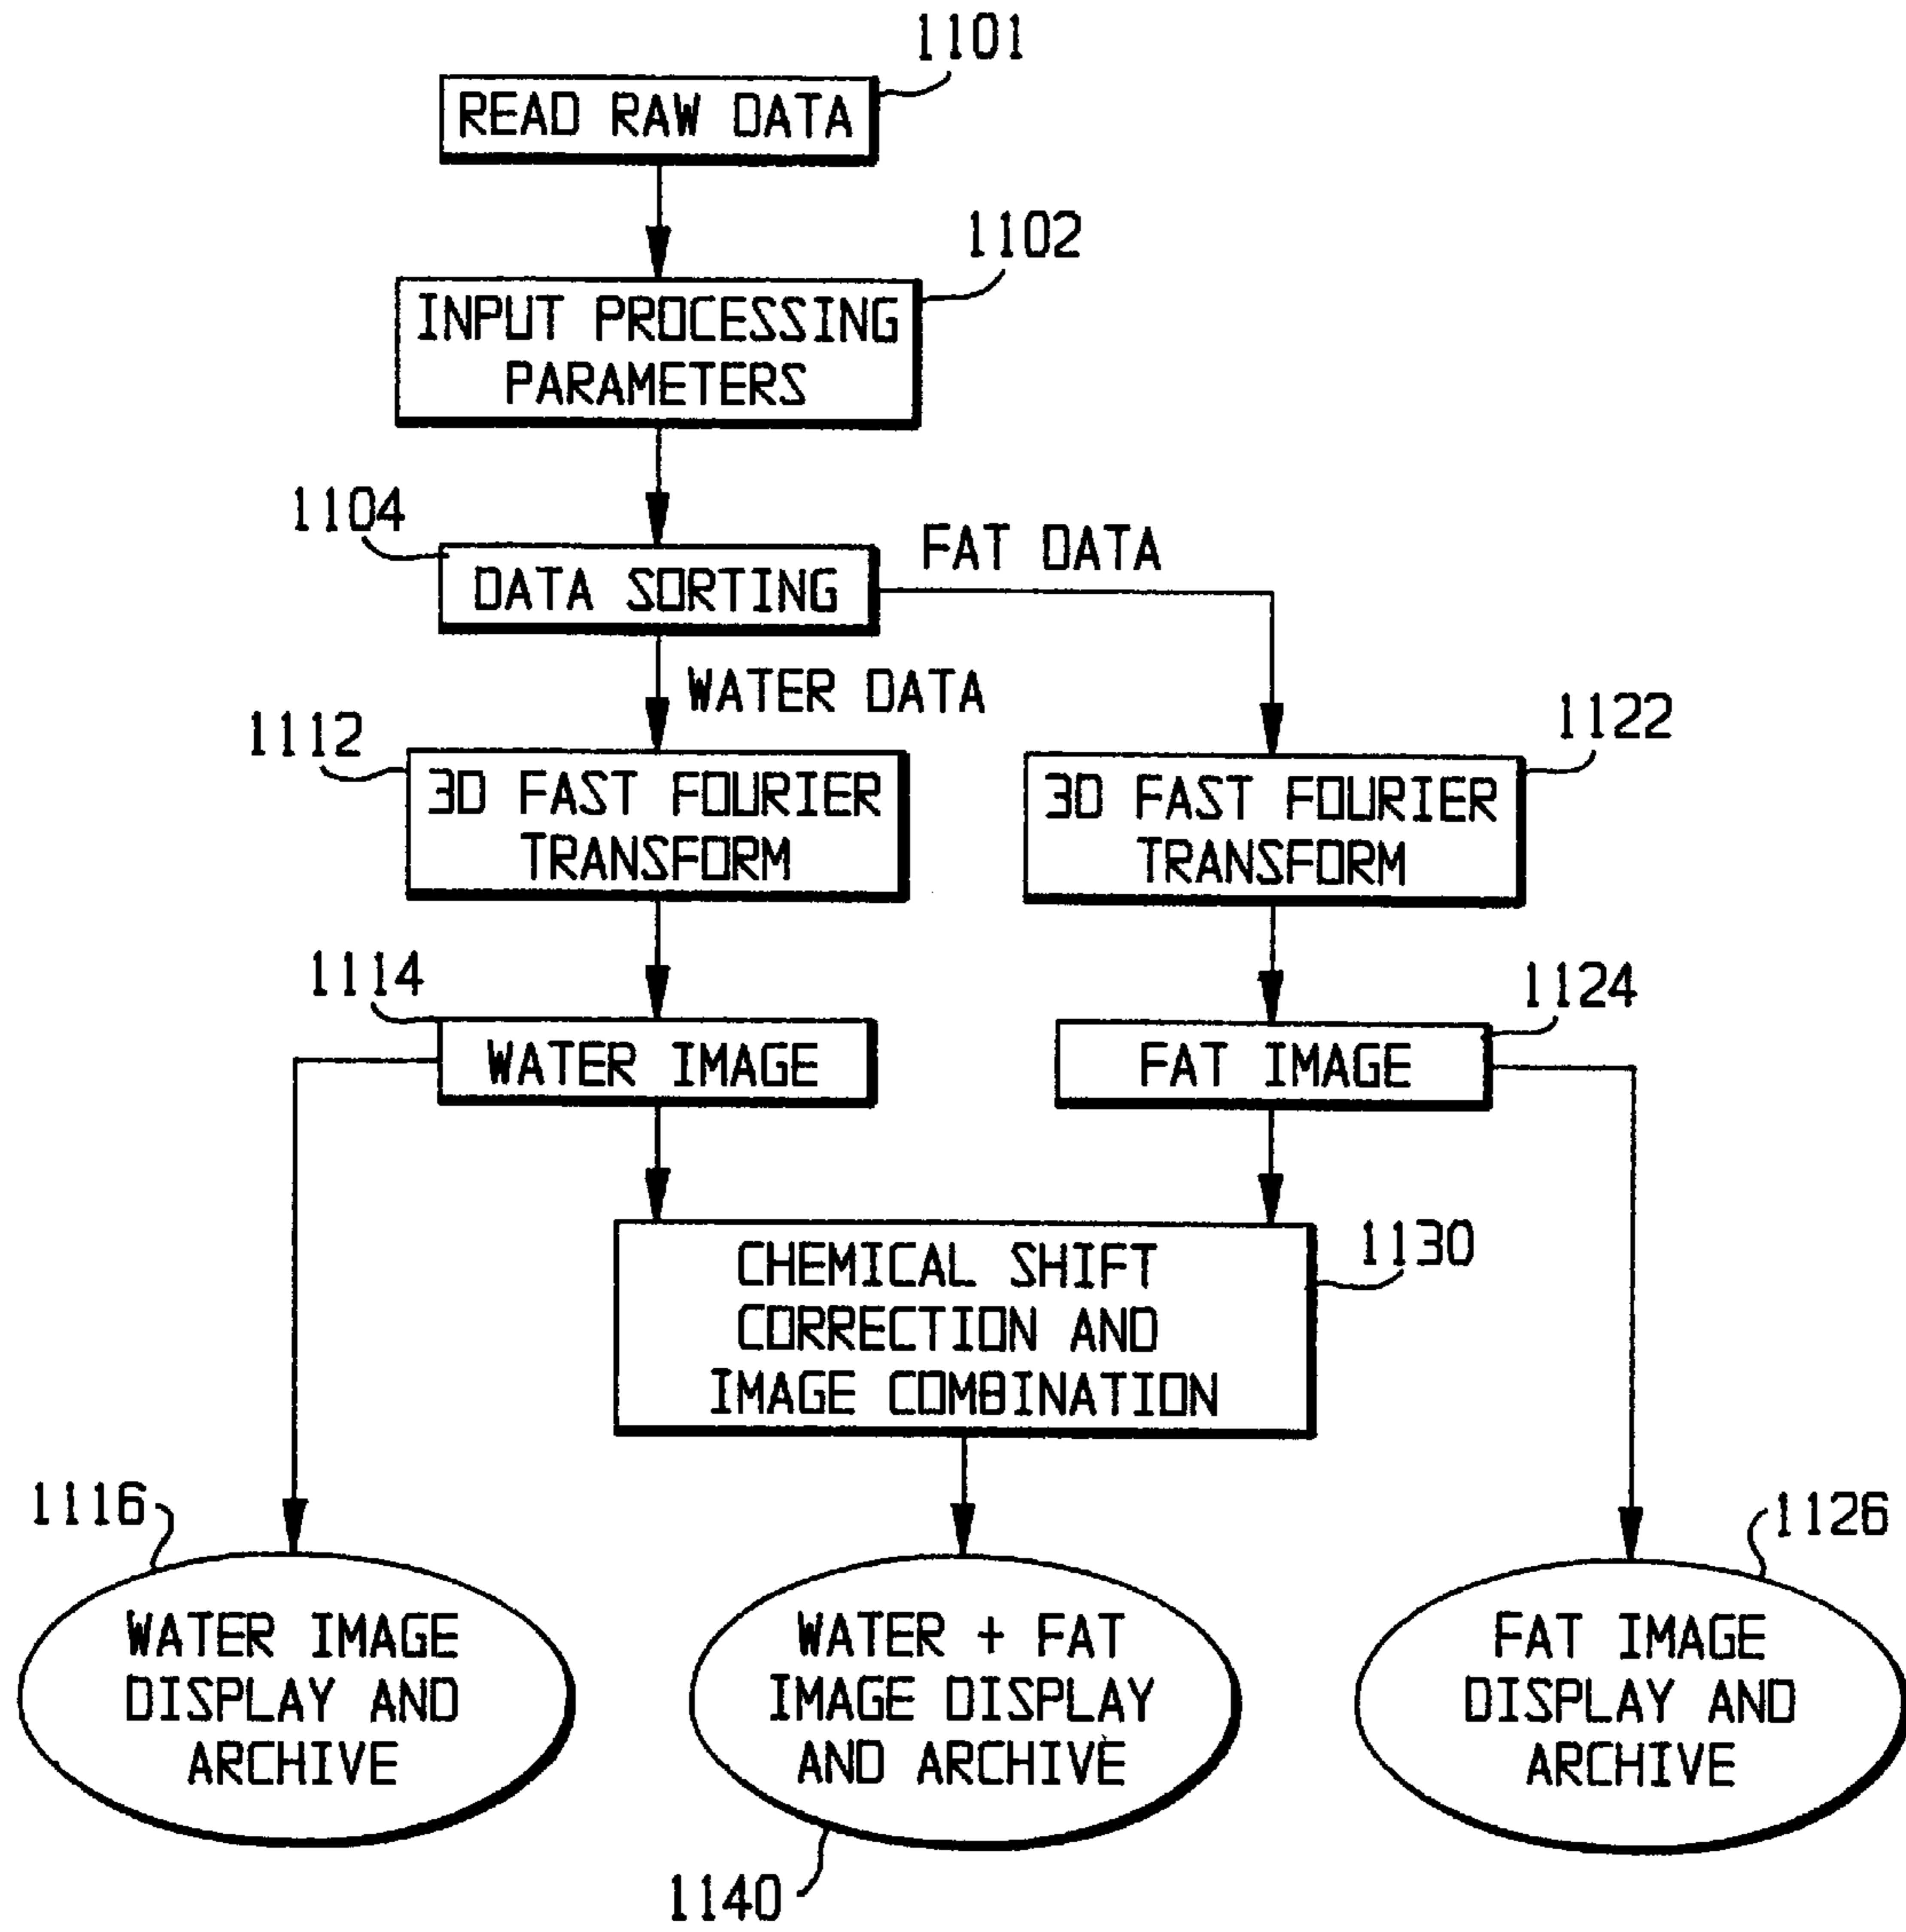 1101
READ RAW DATA
1102
INPUT PROCESSING
PARAMETERS
1104
DATA SORTING
FAT DATA
WATER DATA
1112
3D FAST FOURIER
TRANSFORM
1122
3D FAST FOURIER
TRANSFORM
1114
WATER IMAGE
1124
FAT IMAGE
1130
CHEMICAL SHIFT
CORRECTION AND
IMAGE COMBINATION
1116
WATER IMAGE
DISPLAY AND
ARCHIVE
WATER + FAT
IMAGE DISPLAY
AND ARCHIVE
1140
1126
FAT IMAGE
DISPLAY AND
ARCHIVE